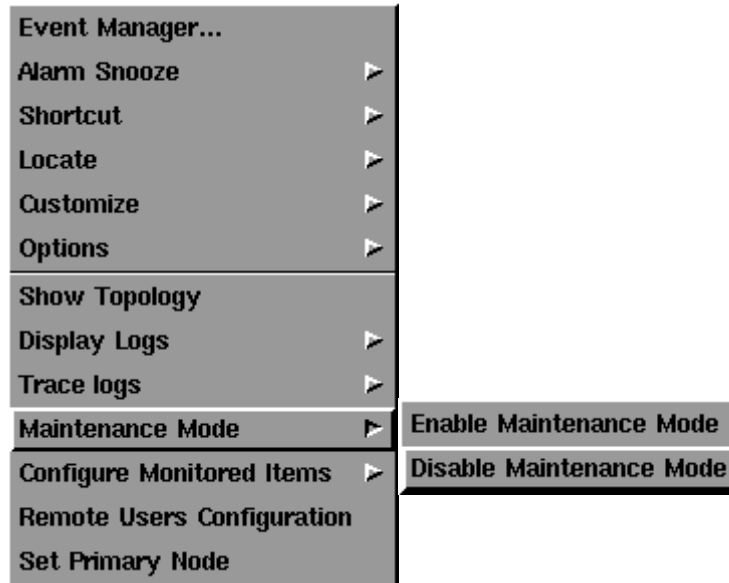 Event Manager...
Alarm Snooze
Shortcut
Locate
Customize
Options
Show Topology
Display Logs
Trace logs
Maintenance Mode
Enable Maintenance Mode
Disable Maintenance Mode
Configure Monitored Items
Remote Users Configuration
Set Primary Node